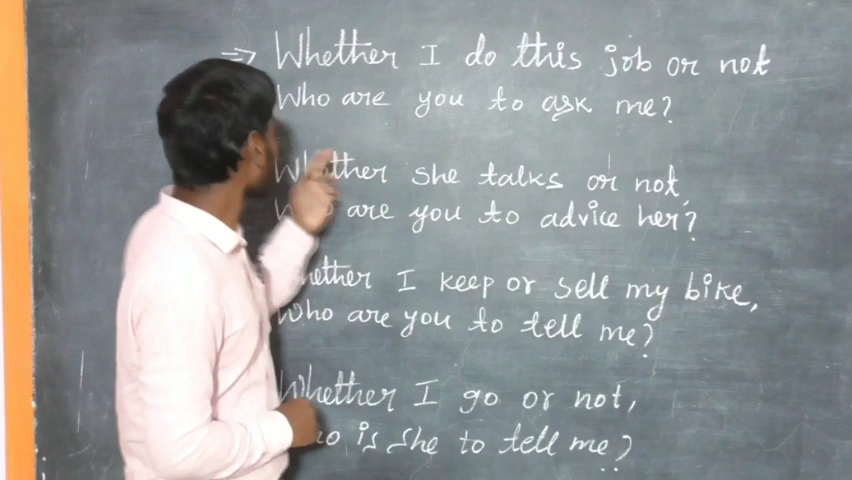 => Whether I do this job or not
Who are you to ask me?
Whether she talks or not,
Who are you to advice her?
Whether I keep or sell my bike,
Who are you to tell me?
Whether I go or not,
Who is she to tell me?